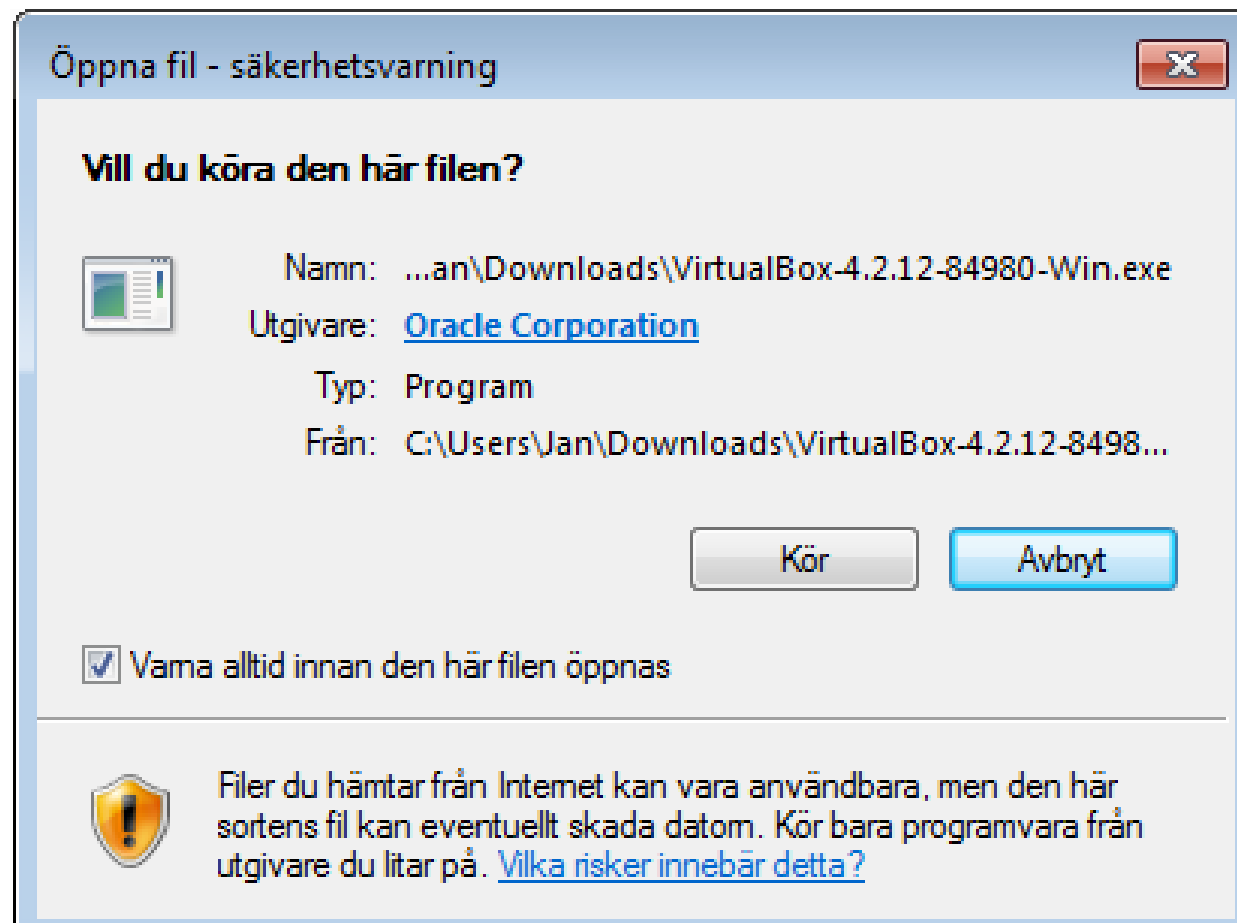 Öppna fil - säkerhetsvarning
Vill du köra den här filen?
Namn: ...an\Downloads\VirtualBox-4.2.12-84980-Win.exe
Utgivare: Oracle Corporation
Typ: Program
Från: C:\Users\Jan\Downloads\VirtualBox-4.2.12-8498...
Kör Avbryt
Varna alltid innan den här filen öppnas
Filer du hämtar från Internet kan vara användbara, men den här
sortens fil kan eventuellt skada datorn. Kör bara programvara från
utgivare du litar på. Vilka risker innebär detta?